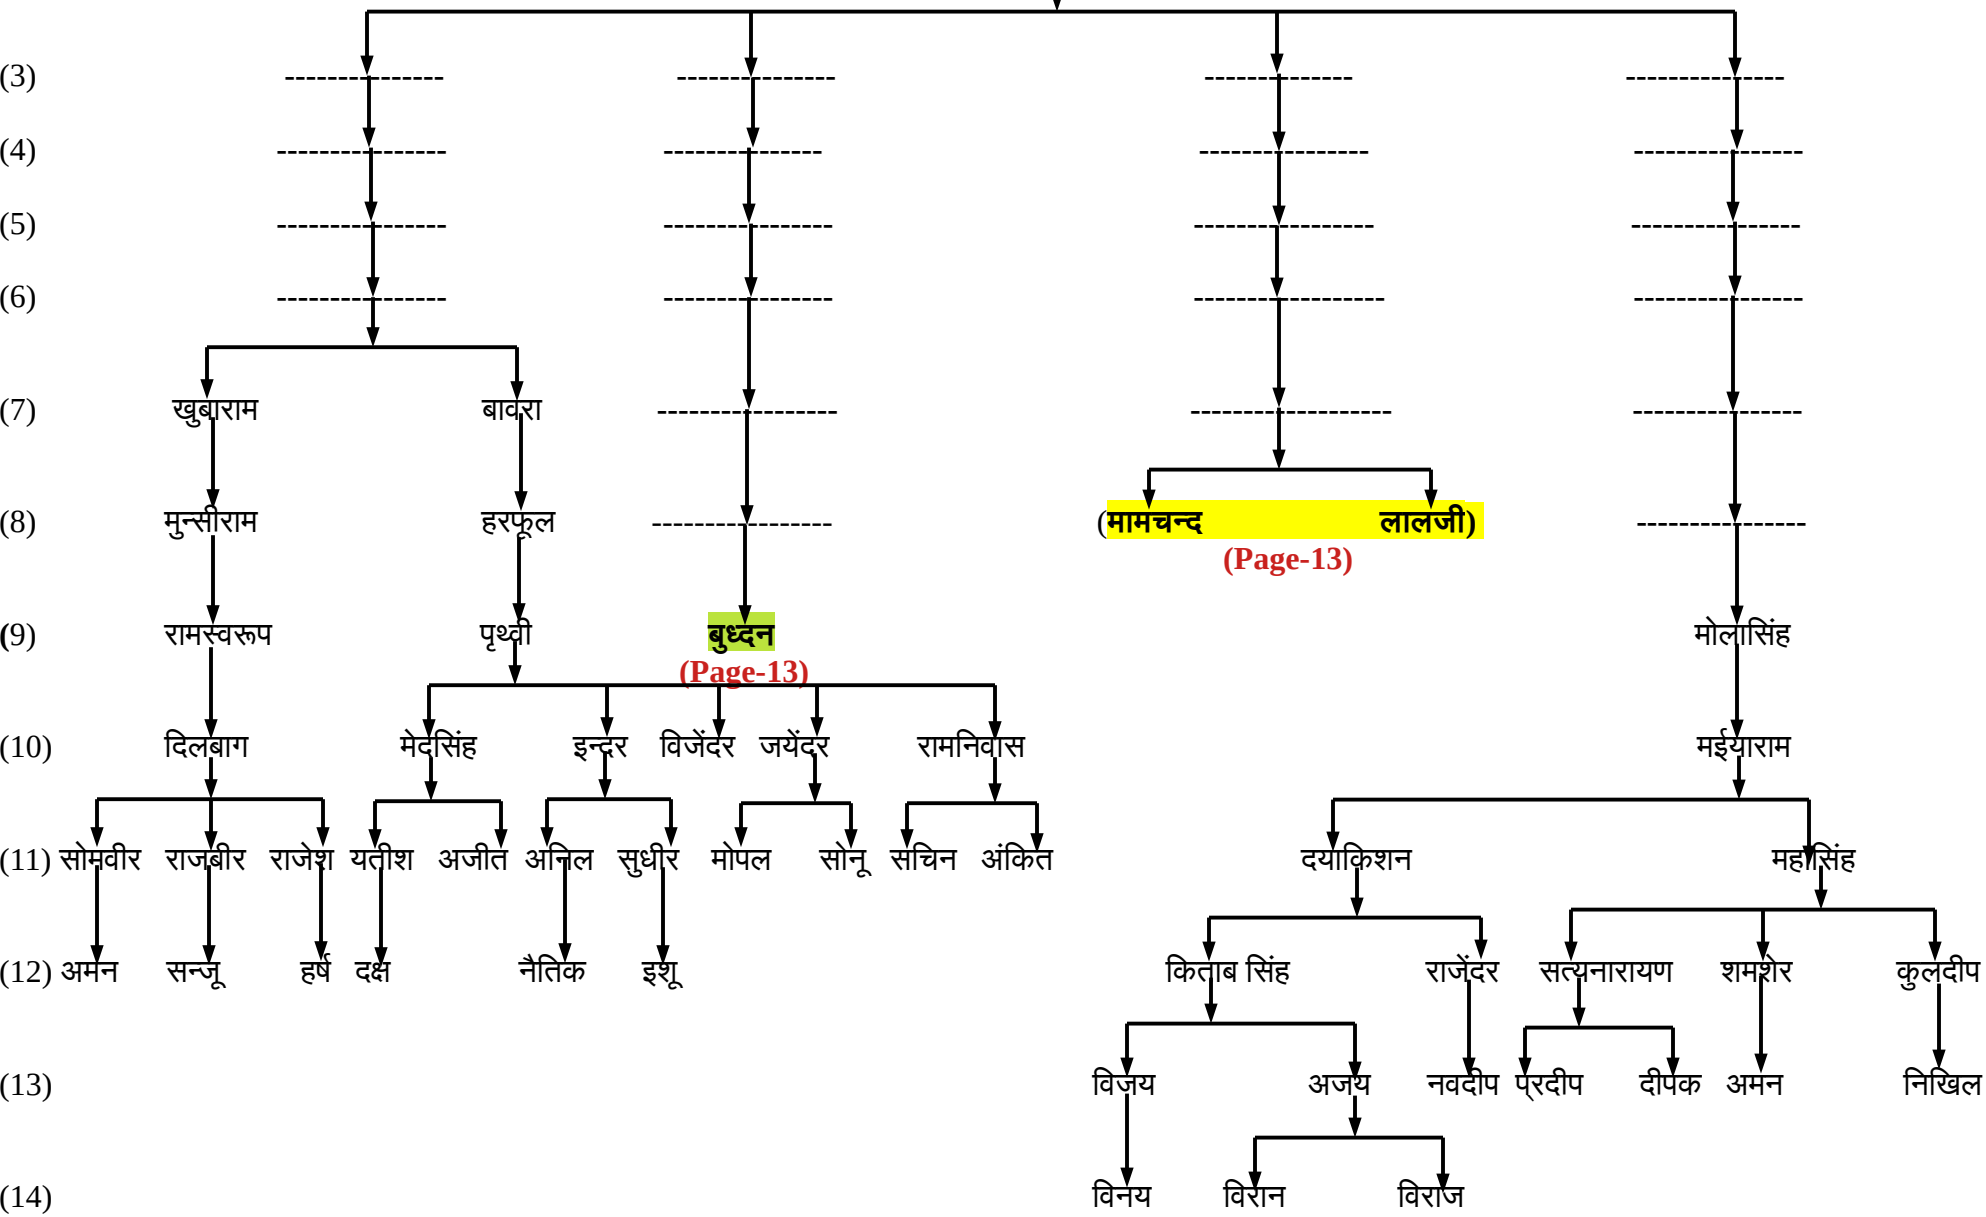 (3) --------------- --------------- -------------- ---------------
(4) ---------------- --------------- ---------------- ----------------
(5) ---------------- ---------------- ----------------- ----------------
(6) ---------------- ---------------- ------------------ ----------------
(7) खुबाराम बावरा ----------------- ------------------- ----------------
(8) मुन्सीराम हरफूल ----------------- (मामचन्द लालजी) ----------------
(Page-13)
(9) रामस्वरूप पृथ्वी बुध्दन मोलासिंह
(Page-13)
(10) दिलबाग मेदसिंह इन्दर विजेंदर जयेंदर रामनिवास मईयाराम
(11) सोमवीर राजबीर राजेश यतीश अजीत अनिल सुधीर मोपल सोनू सचिन अंकित दयाकिशन महासिंह
(12) अमन सन्जू हर्ष दक्ष नैतिक इशू किताब सिंह राजेंदर सत्यनारायण शमशेर कुलदीप
(13) विजय अजय नवदीप प्रदीप दीपक अमन निखिल
(14) विनय विरान विराज